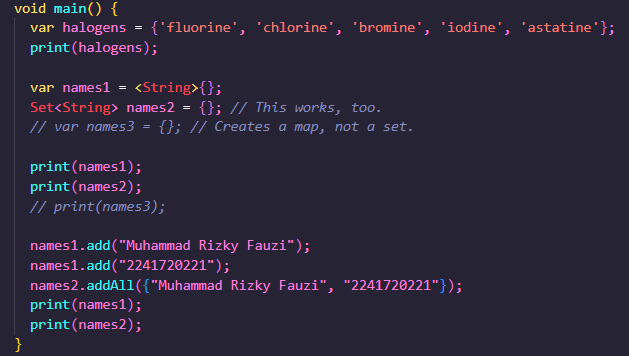 void main() {
  var halogens = {'fluorine', 'chlorine', 'bromine', 'iodine', 'astatine'};
  print(halogens);

  var names1 = <String>{};
  Set<String> names2 = {}; // This works, too.
  // var names3 = {}; // Creates a map, not a set.

  print(names1);
  print(names2);
  // print(names3);

  names1.add("Muhammad Rizky Fauzi");
  names1.add("2241720221");
  names2.addAll({"Muhammad Rizky Fauzi", "2241720221"});
  print(names1);
  print(names2);
}